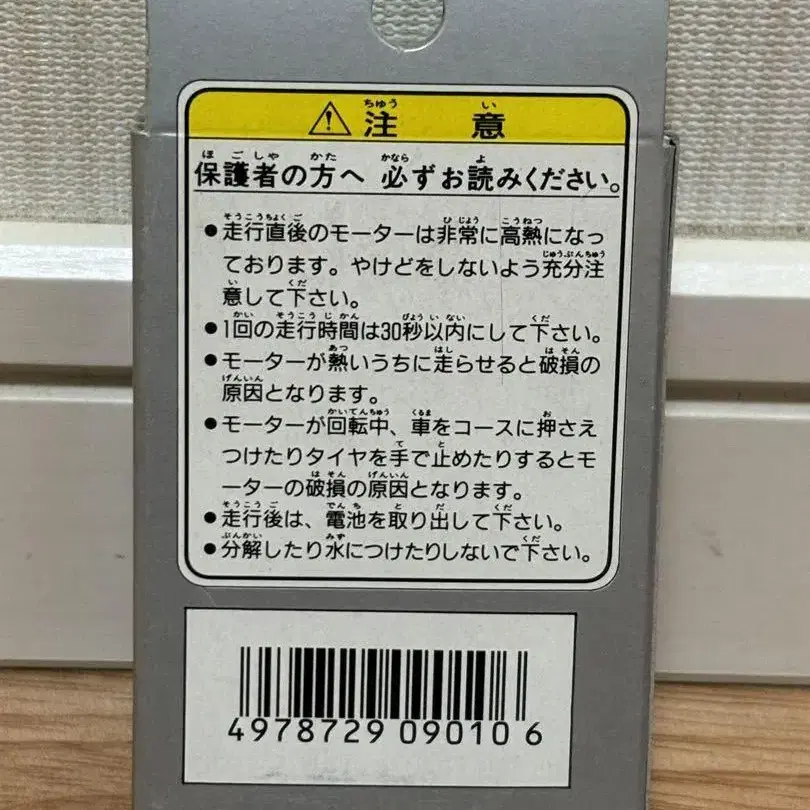 ⚠ 注意
保護者の方へ 必ずお読みください。
●走行直後のモーターは非常に高熱になっ
ております。やけどをしないよう充分注
意して下さい。
●1回の走行時間は30秒以内にして下さい。
●モーターが熱いうちに走らせると破損の
原因となります。
●モーターが回転中、車をコースに押さえ
つけたりタイヤを手で止めたりするとモ
ーターの破損の原因となります。
●走行後は、電池を取り出して下さい。
●分解したり水につけたりしないで下さい。
4978729 090106